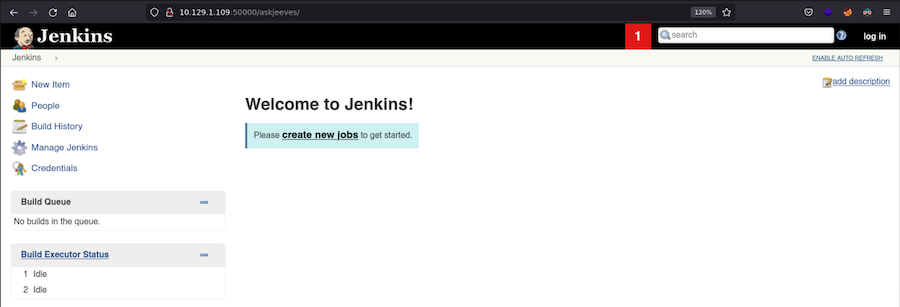 10.129.1.109:50000/askjeeves/
120%
Jenkins
1
search
log in
Jenkins
ENABLE AUTO REFRESH
New Item
People
Build History
Manage Jenkins
Credentials
add description
Welcome to Jenkins!
Please create new jobs to get started.
Build Queue
No builds in the queue.
Build Executor Status
1 Idle
2 Idle